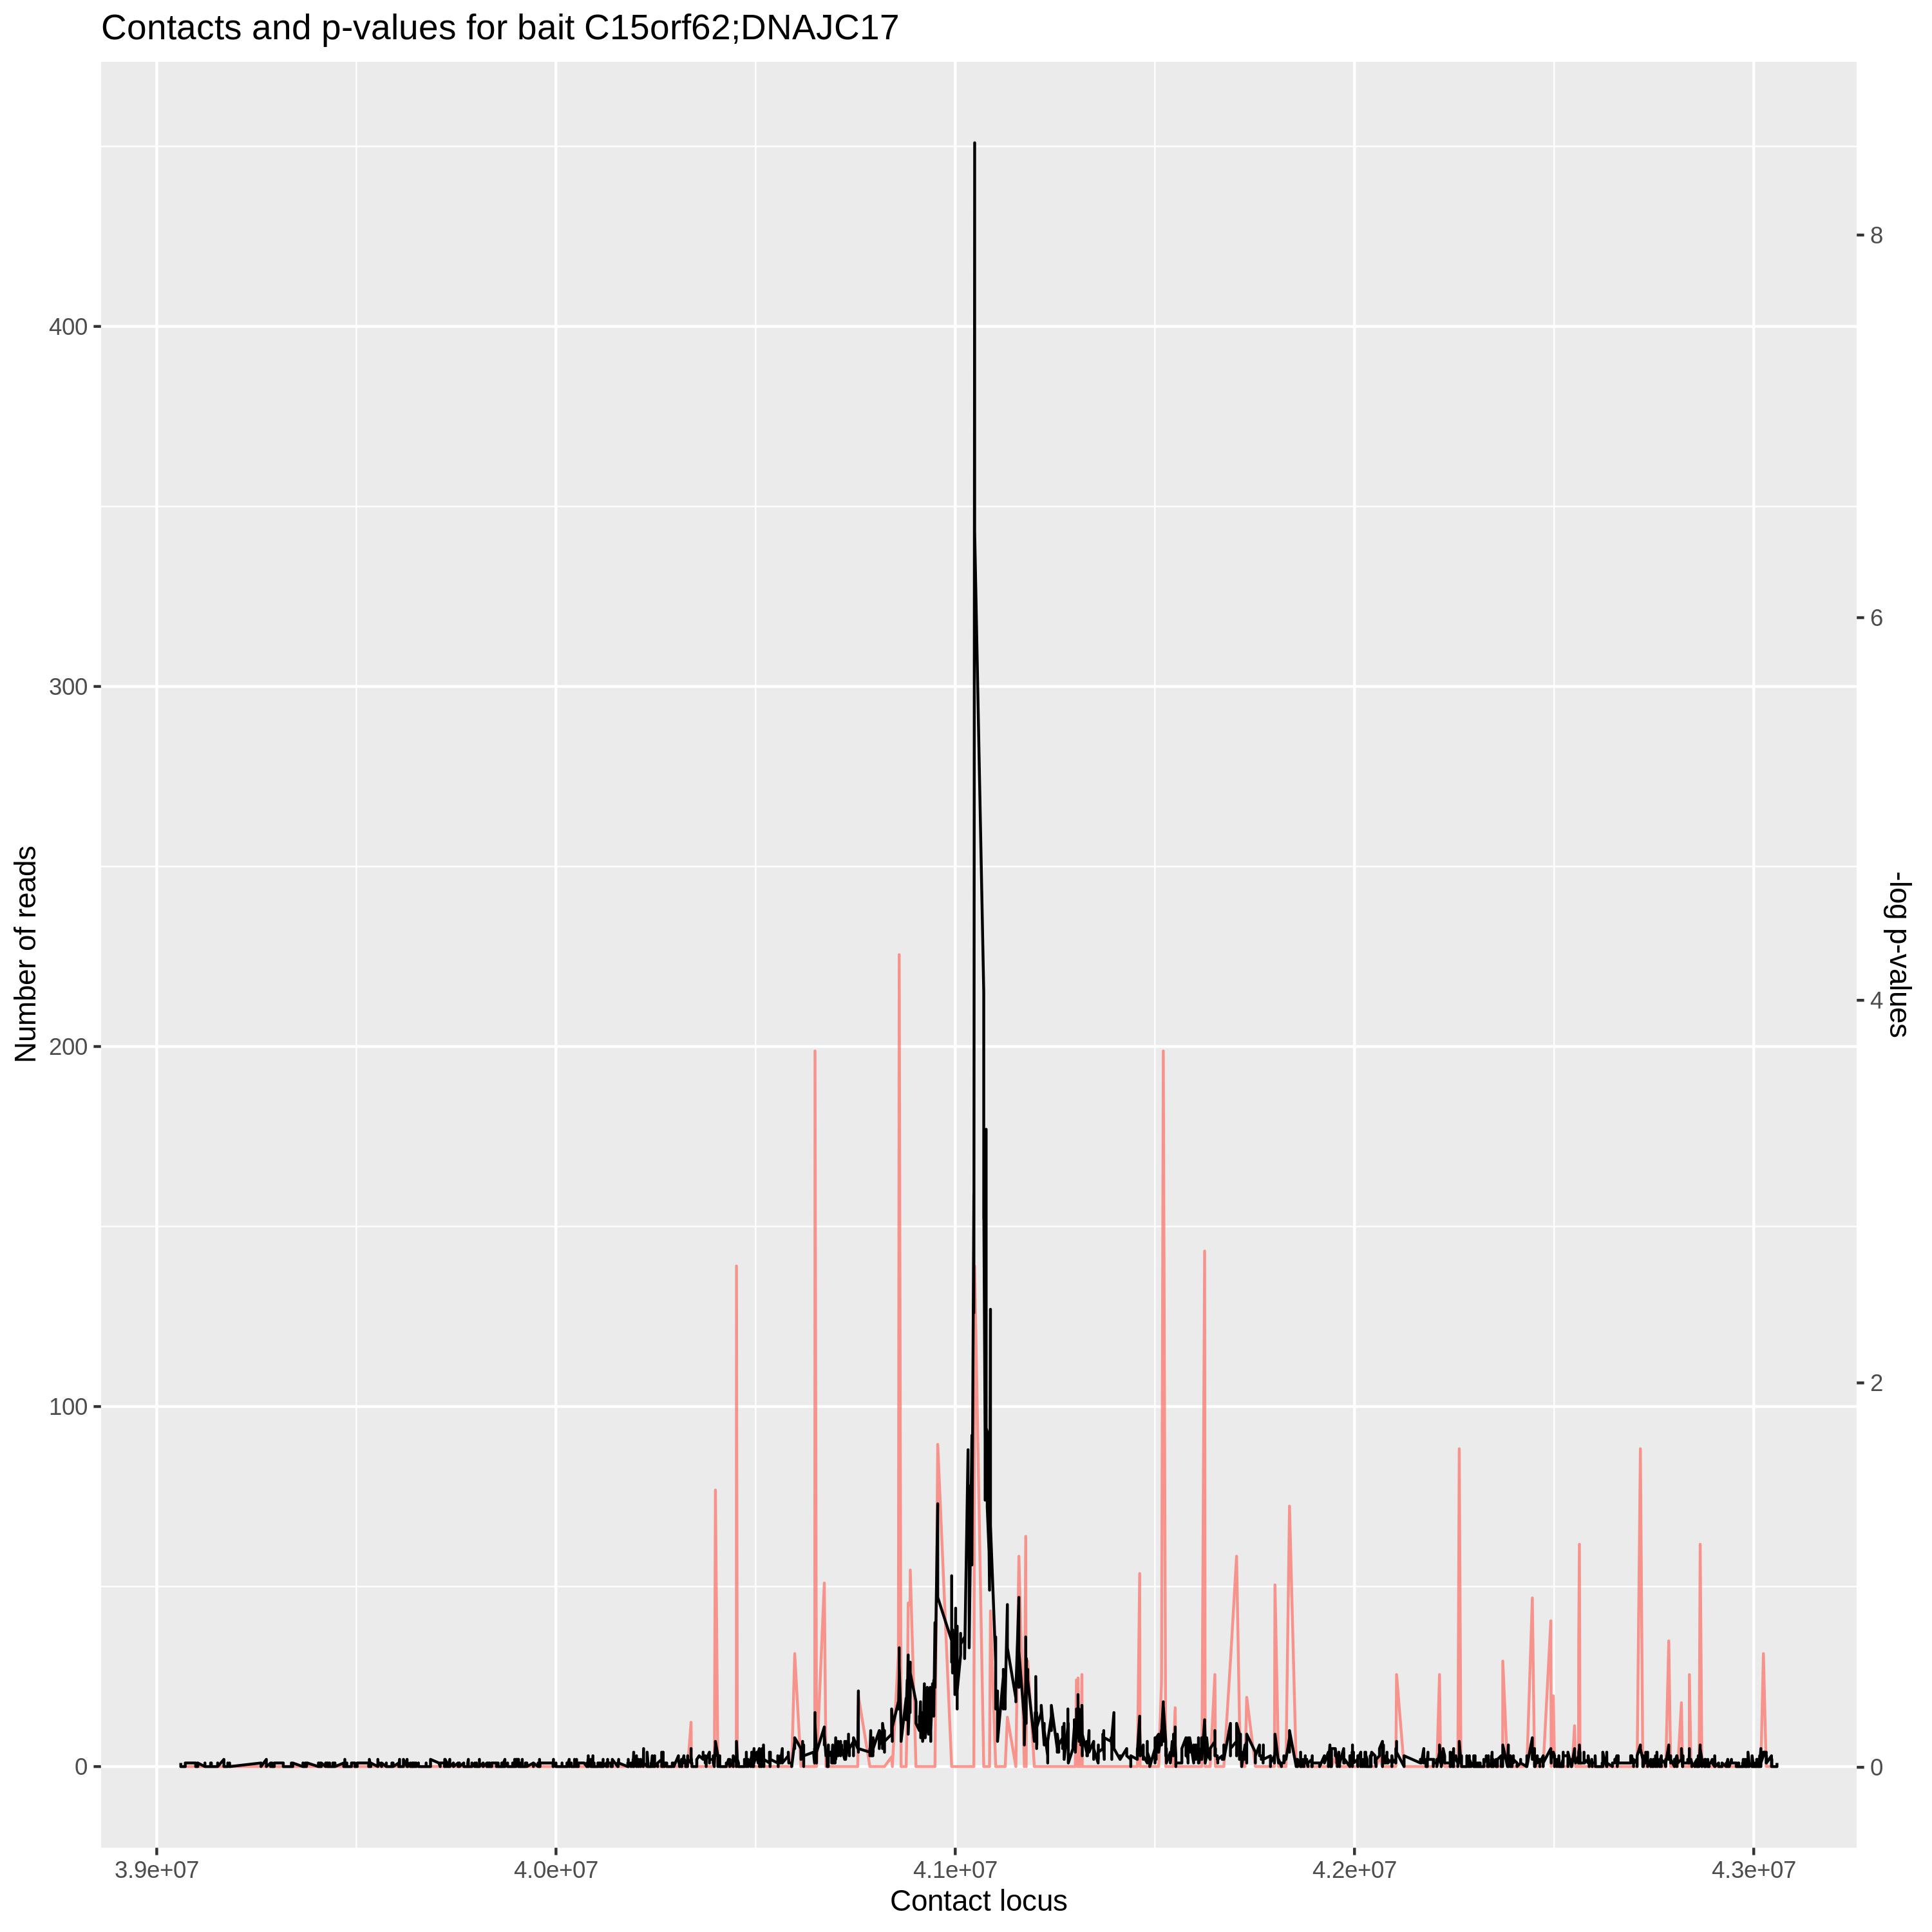 Contacts and p-values for bait C15orf62;DNAJC17
Number of reads
400
300
200
100
0
8
6
4
2
0
-log p-values
3.9e+07
4.0e+07
4.1e+07
4.2e+07
4.3e+07
Contact locus